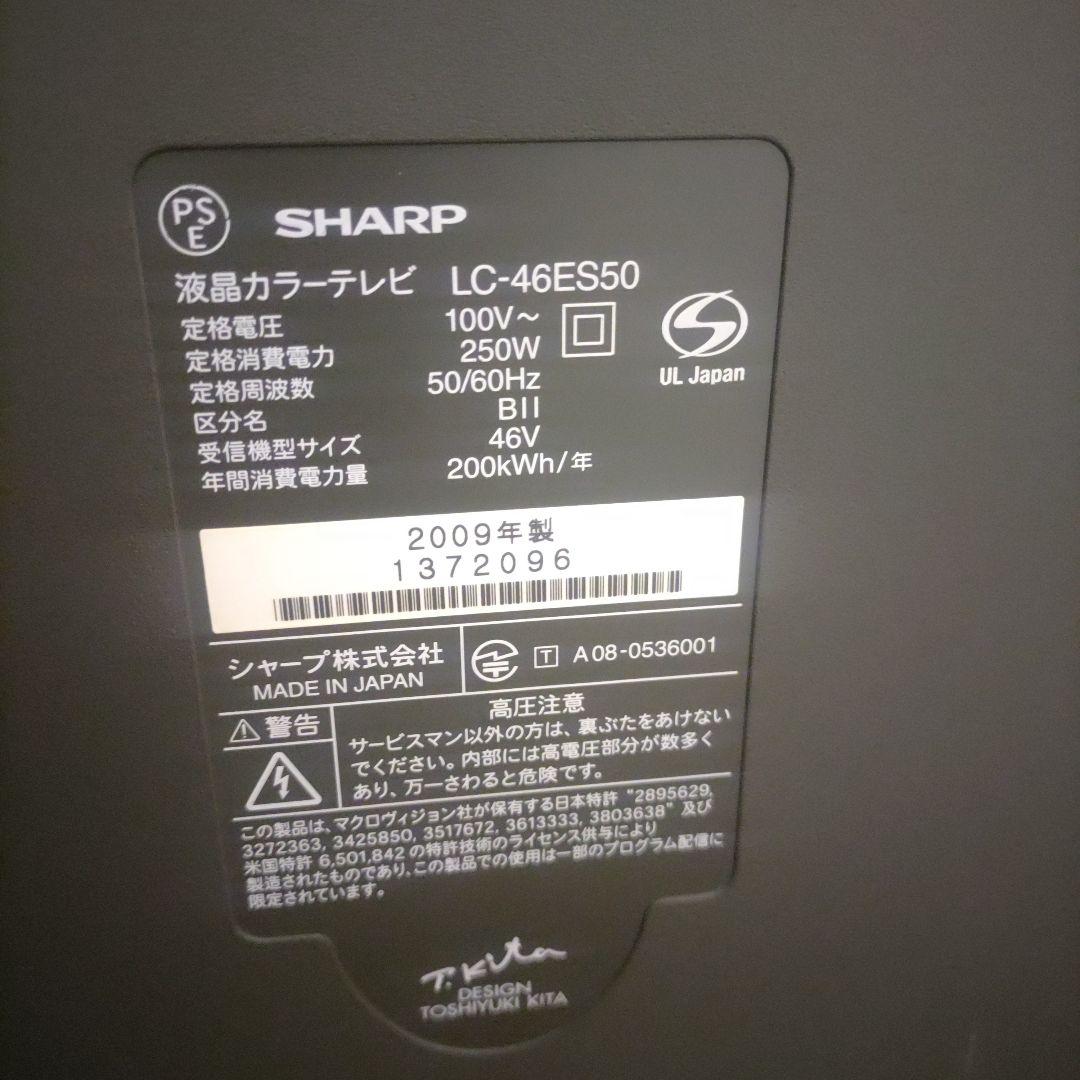 PSE
SHARP
液晶カラーテレビ LC-46ES50
定格電圧 100V～
定格消費電力 250W
定格周波数 50/60Hz
区分名 BII
受信機型サイズ 46V
年間消費電力量 200kWh/年
UL Japan
2009年製
1372096
シャープ株式会社
MADE IN JAPAN
T A08-0536001
警告
高圧注意
サービスマン以外の方は、裏ぶたをあけない
でください。内部には高電圧部分が数多く
あり、万一さわると危険です。
この製品は、マクロヴィジョン社が保有する日本特許 "2895629,
3272363, 3425850, 3517672, 3613333, 3803638" 及び
米国特許 6,501,842 の特許技術のライセンス供与により
製造されたものであり、この製品での使用は一部のプログラム配信に
限定されています。
T. Kita
DESIGN
TOSHIYUKI KITA